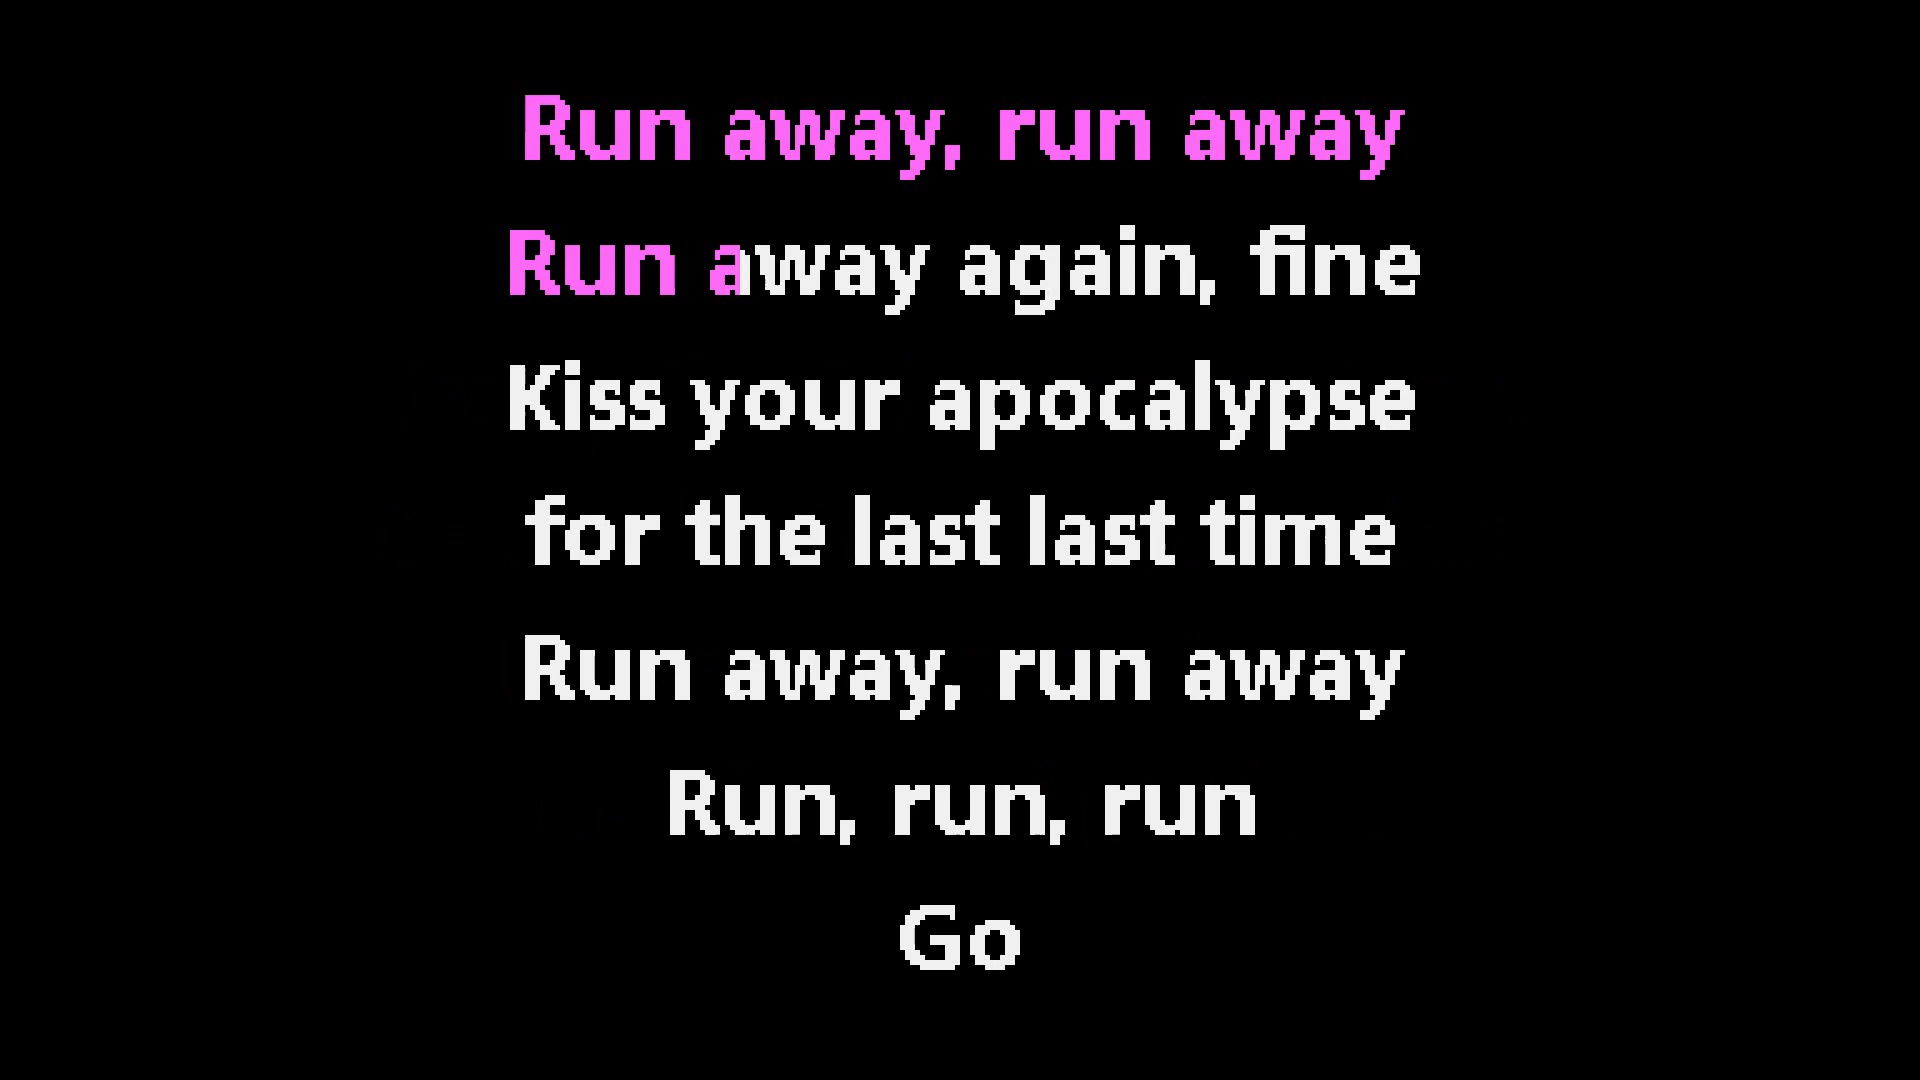 Run away, run away
Run away again, fine
Kiss your apocalypse
for the last last time
Run away, run away
Run, run, run
Go